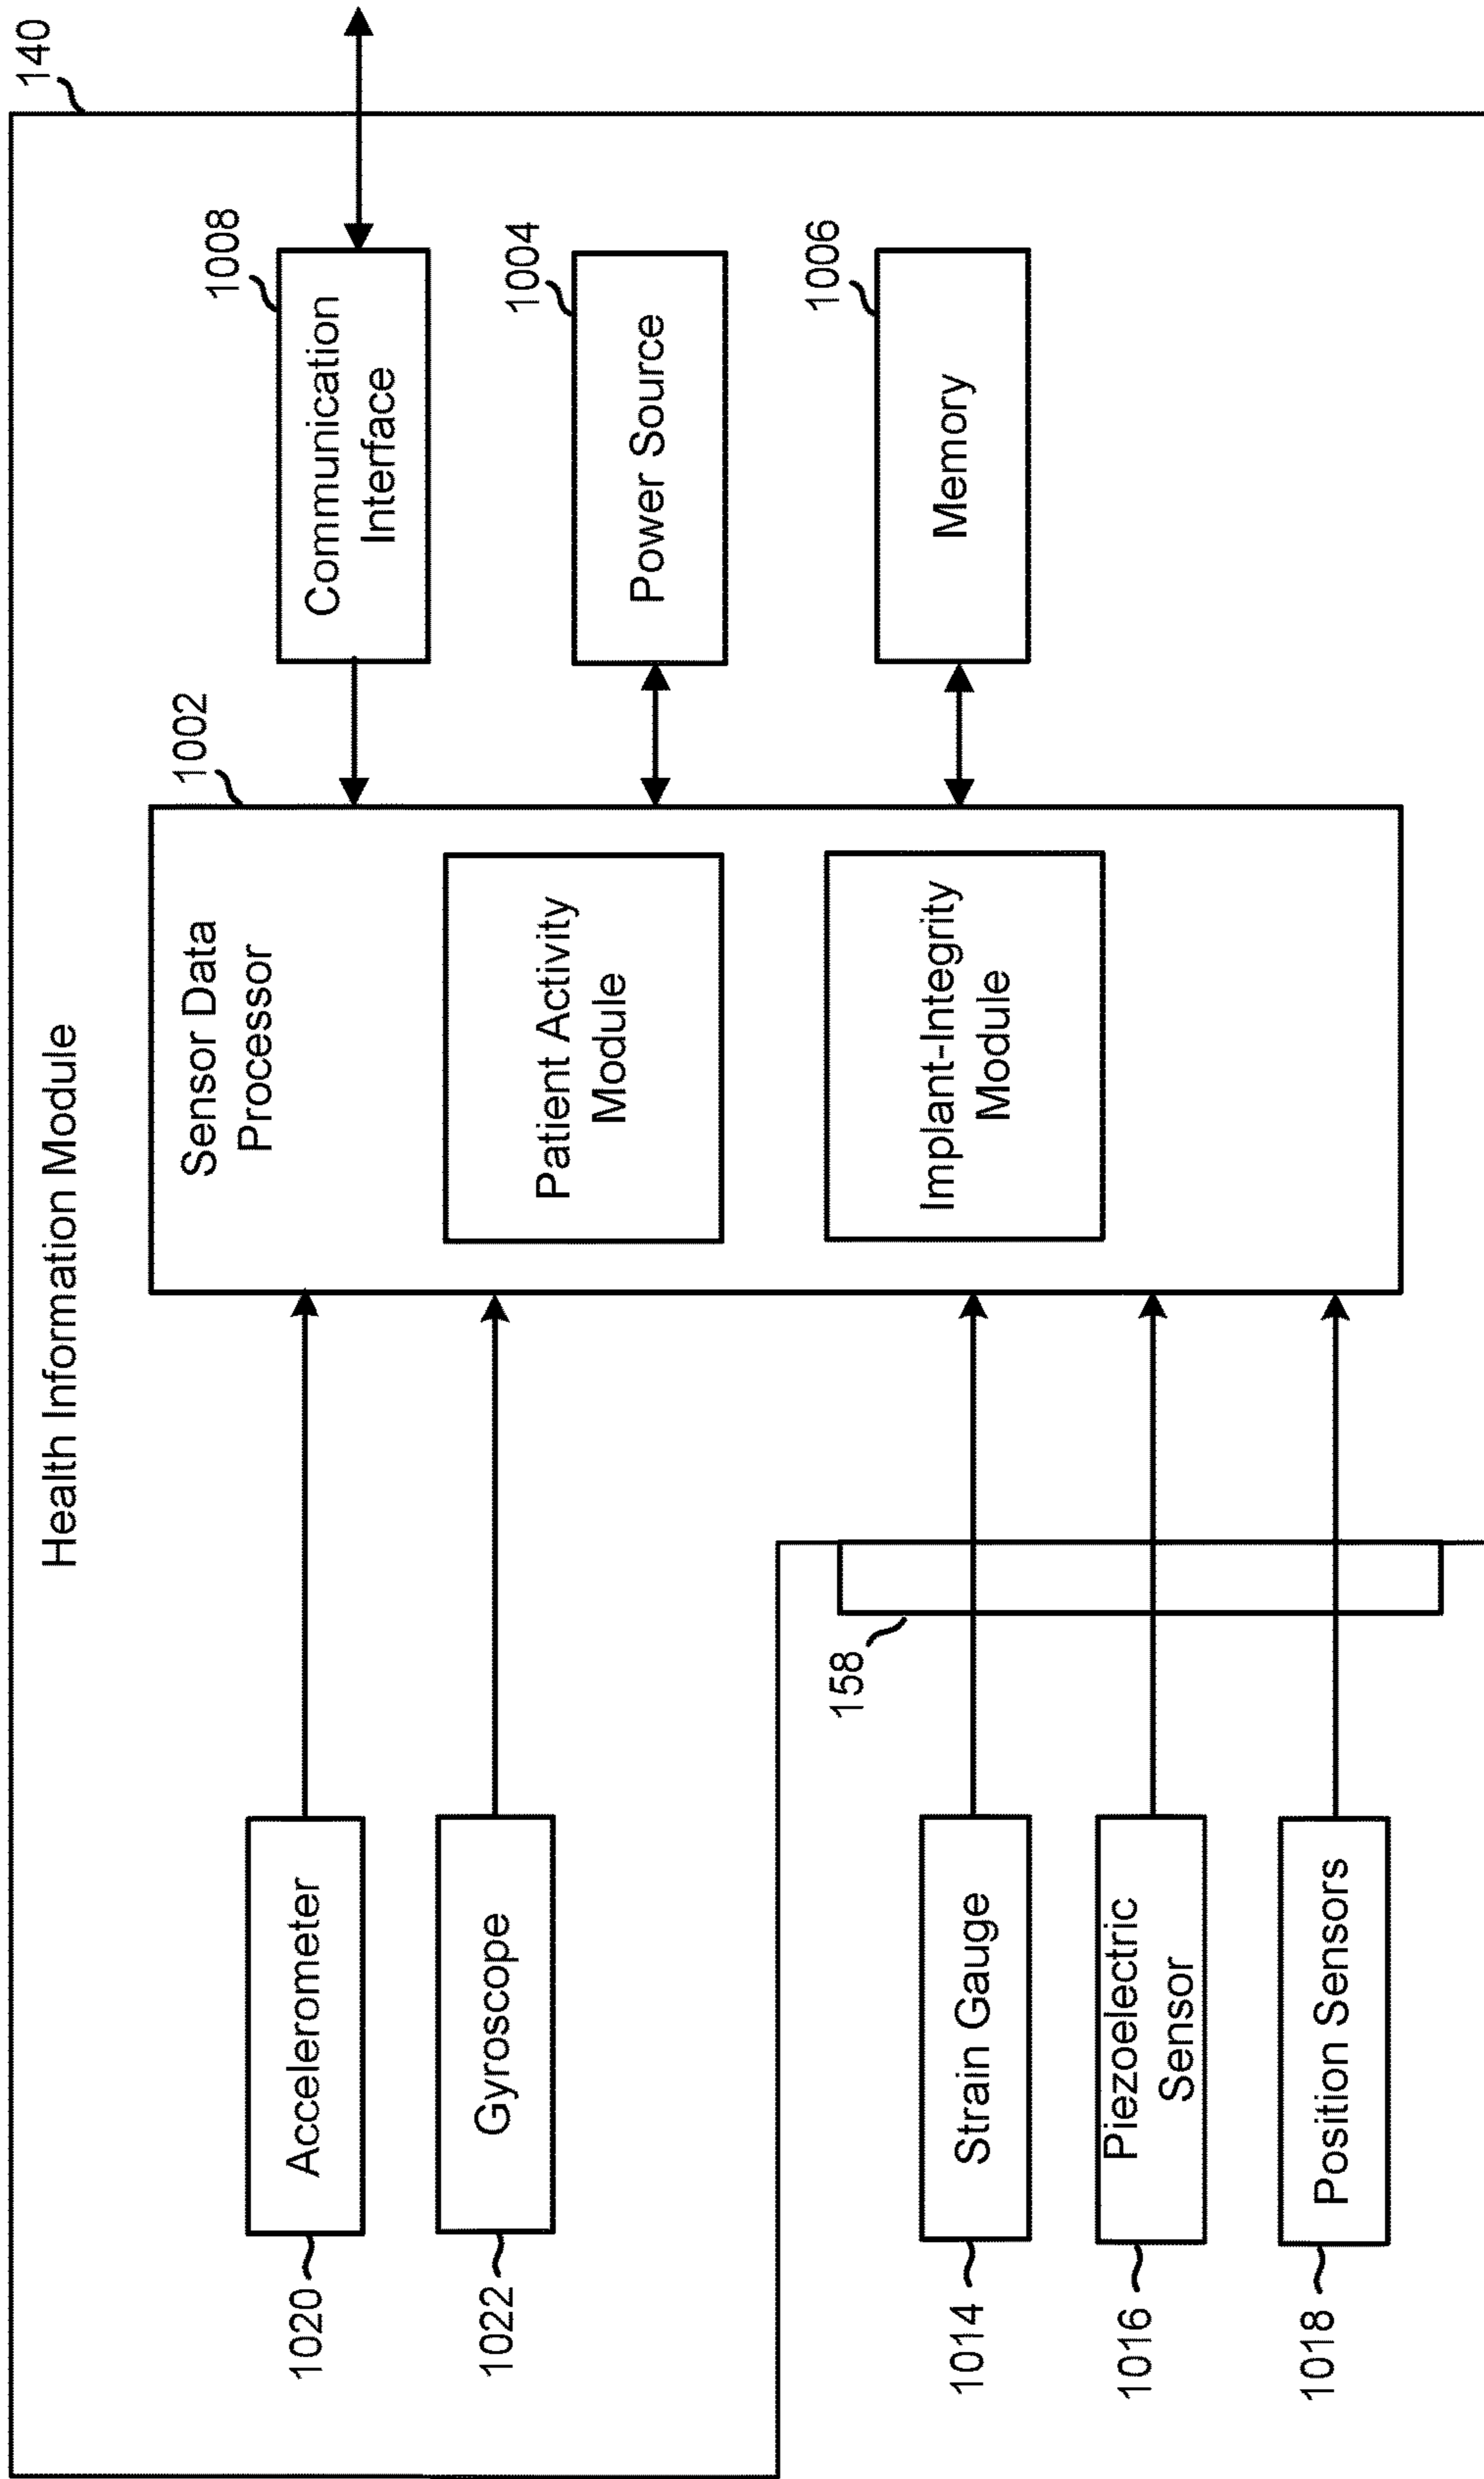 Health Information Module
140
1020
Accelerometer
1022
Gyroscope
1014
Strain Gauge
1016
Piezoelectric
Sensor
1018
Position Sensors
158
1002
Sensor Data
Processor
Patient Activity
Module
Implant-Integrity
Module
1008
Communication
Interface
1004
Power Source
1006
Memory